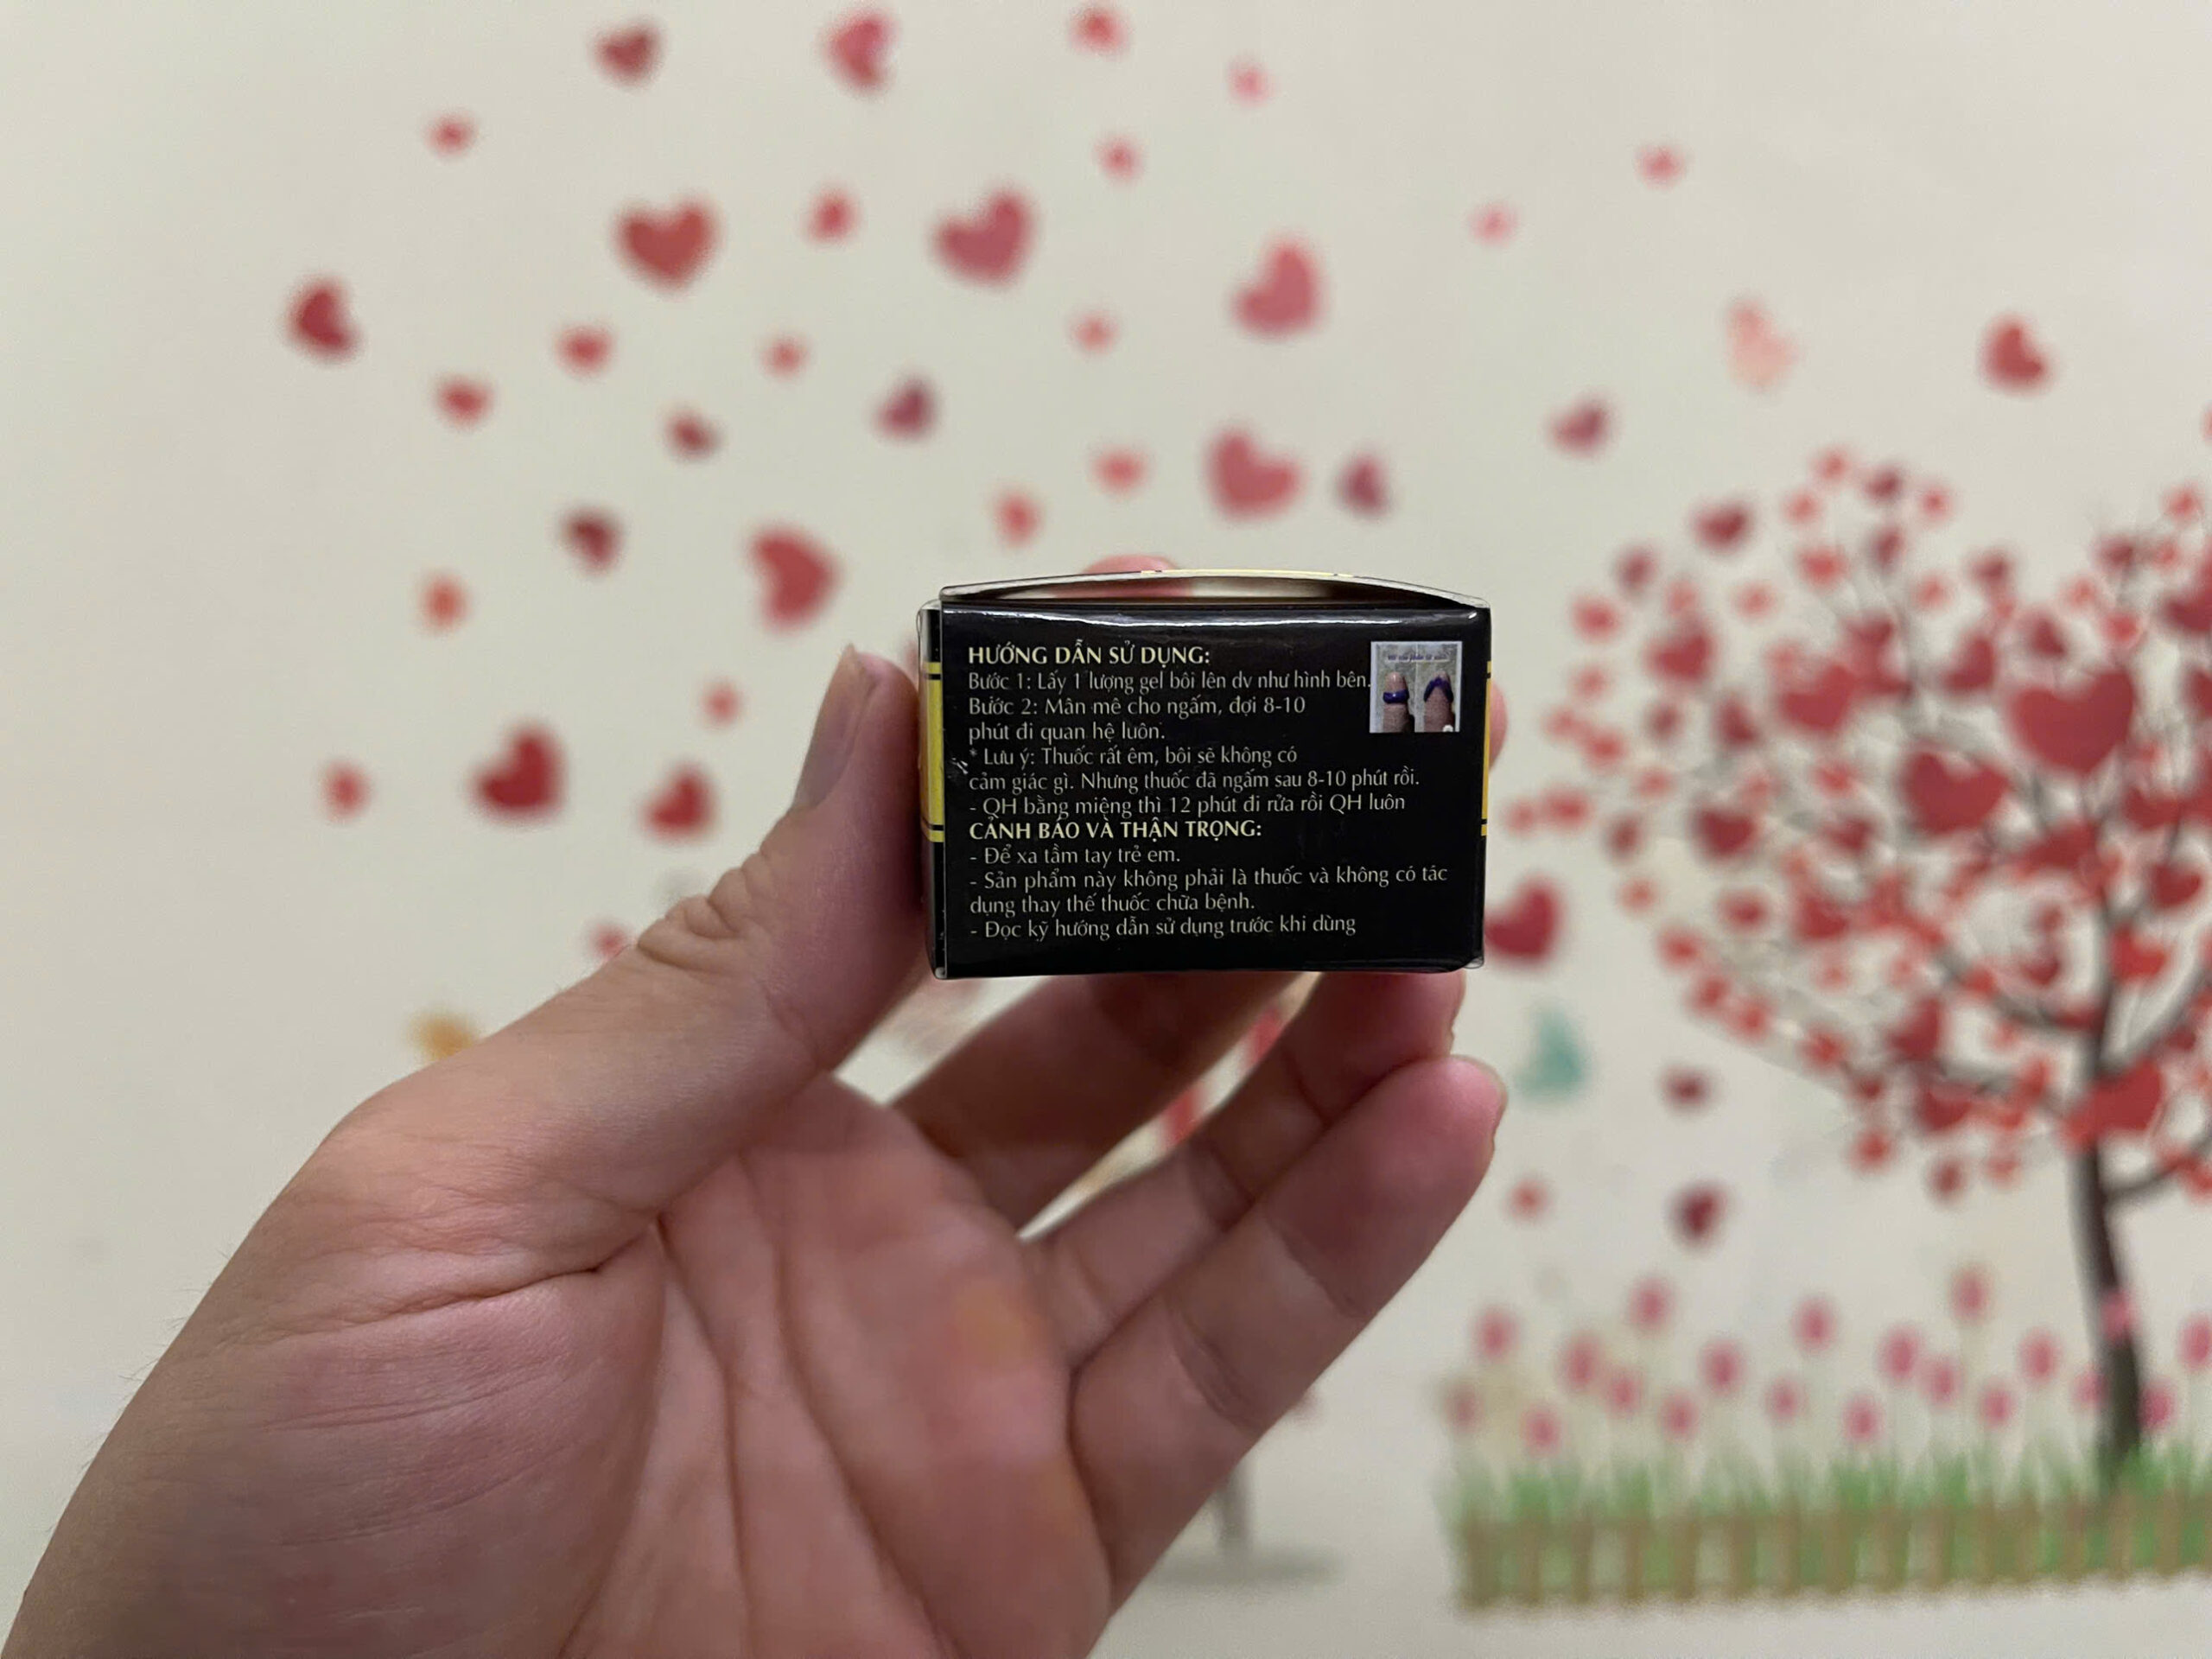 HƯỚNG DẪN SỬ DỤNG:
Bước 1: Lấy 1 lượng gel bôi lên dv như hình bên.
Bước 2: Mân mê cho ngấm, đợi 8-10
phút đi quan hệ luôn.
* Lưu ý: Thuốc rất êm, bôi sẽ không có
cảm giác gì. Nhưng thuốc đã ngấm sau 8-10 phút rồi.
- QH bằng miệng thì 12 phút đi rửa rồi QH luôn
CẢNH BÁO VÀ THẬN TRỌNG:
- Để xa tầm tay trẻ em.
- Sản phẩm này không phải là thuốc và không có tác
dụng thay thế thuốc chữa bệnh.
- Đọc kỹ hướng dẫn sử dụng trước khi dùng